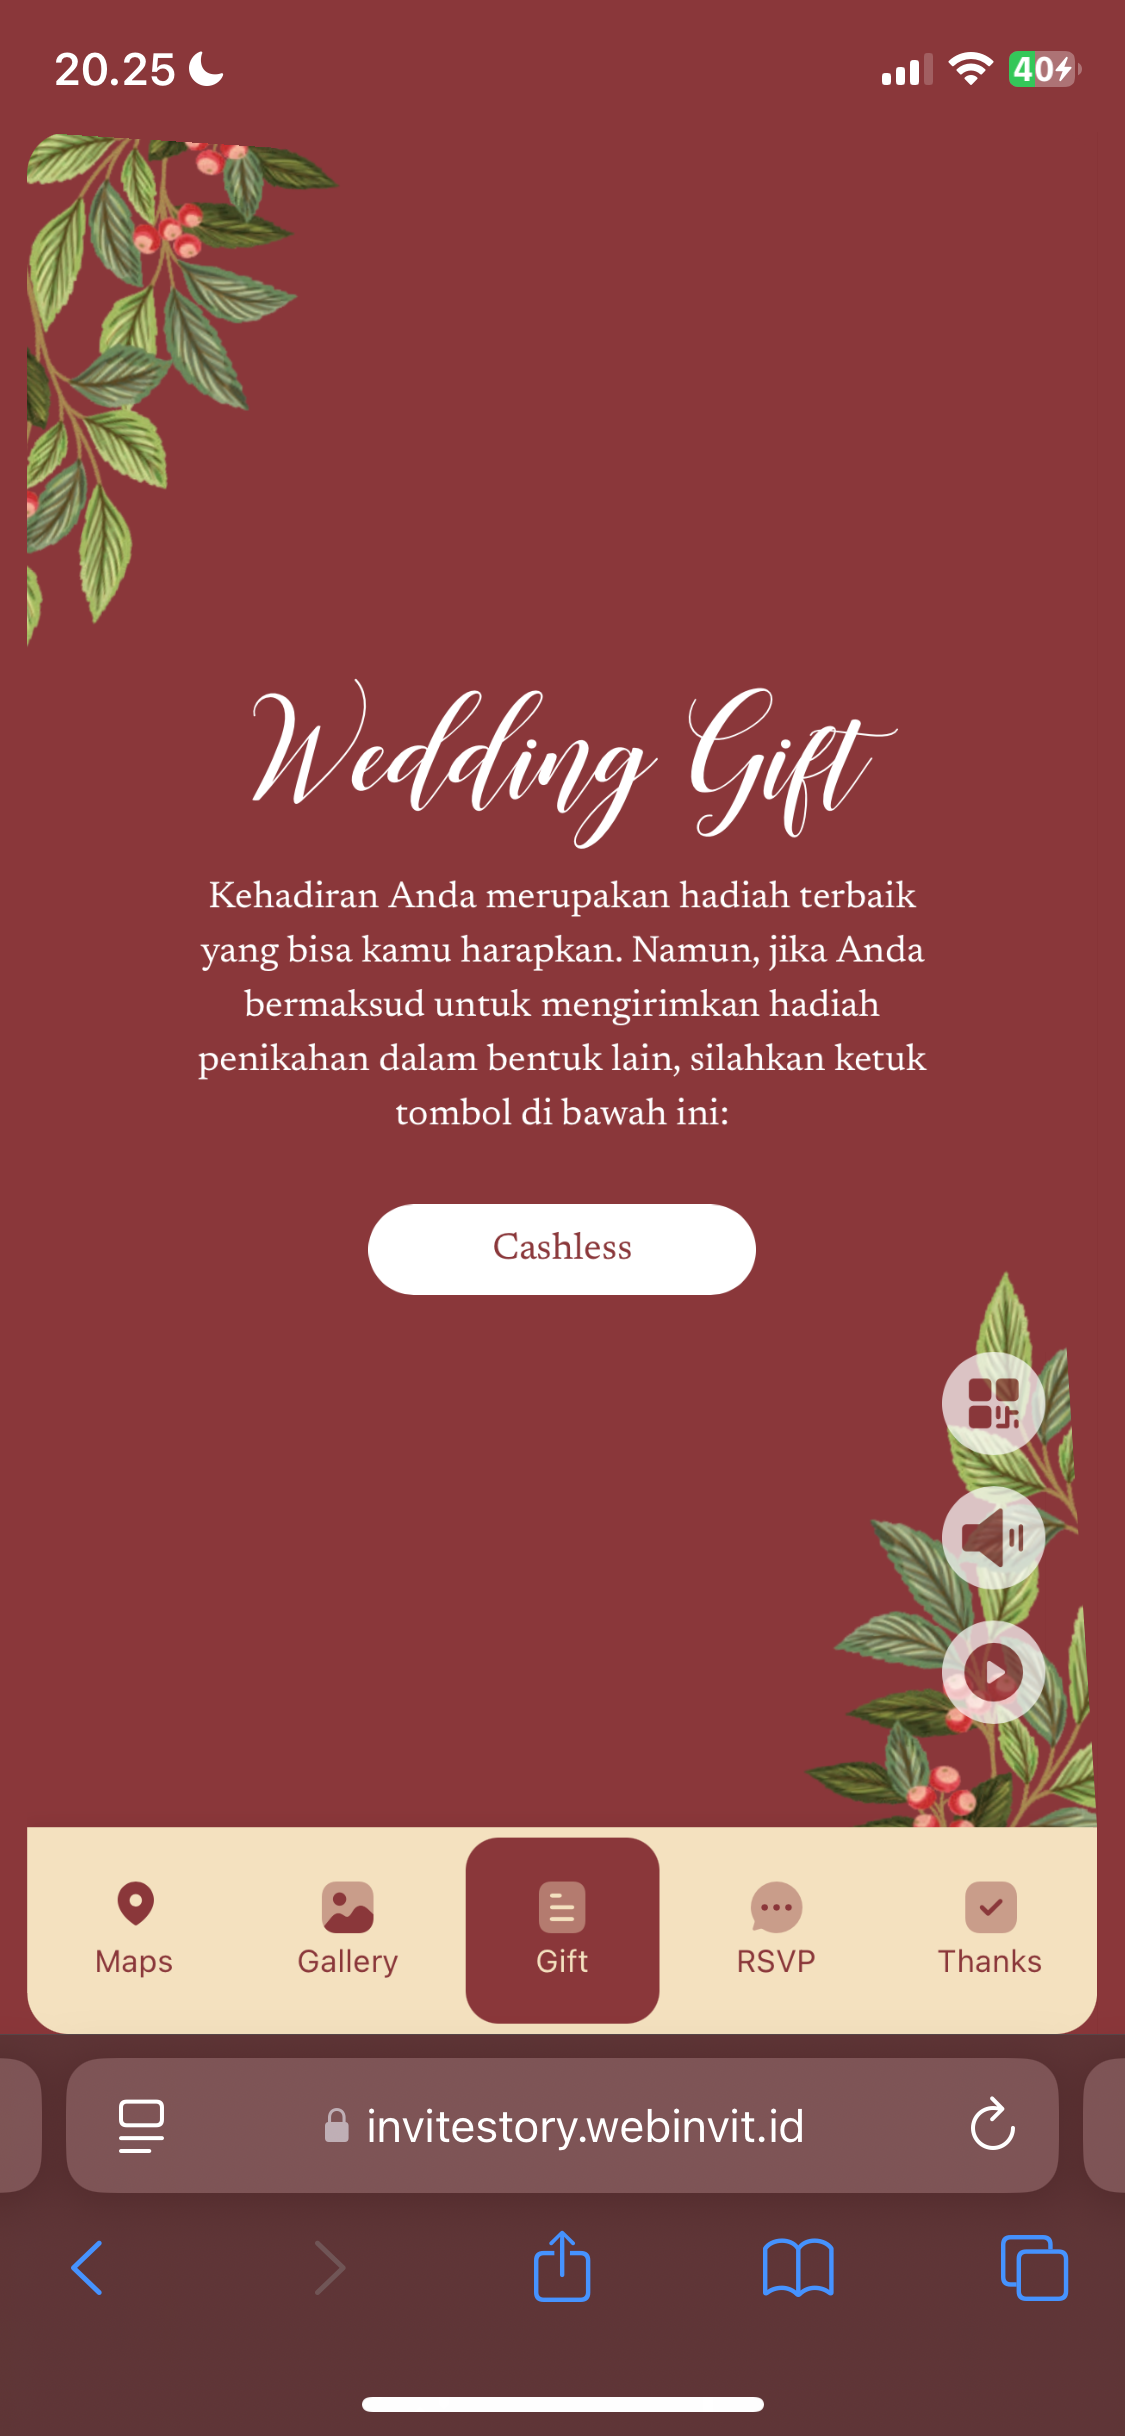 20.25
40
Wedding Gift
Kehadiran Anda merupakan hadiah terbaik
yang bisa kamu harapkan. Namun, jika Anda
bermaksud untuk mengirimkan hadiah
penikahan dalam bentuk lain, silahkan ketuk
tombol di bawah ini:
Cashless
Maps
Gallery
Gift
RSVP
Thanks
invitestory.webinvit.id